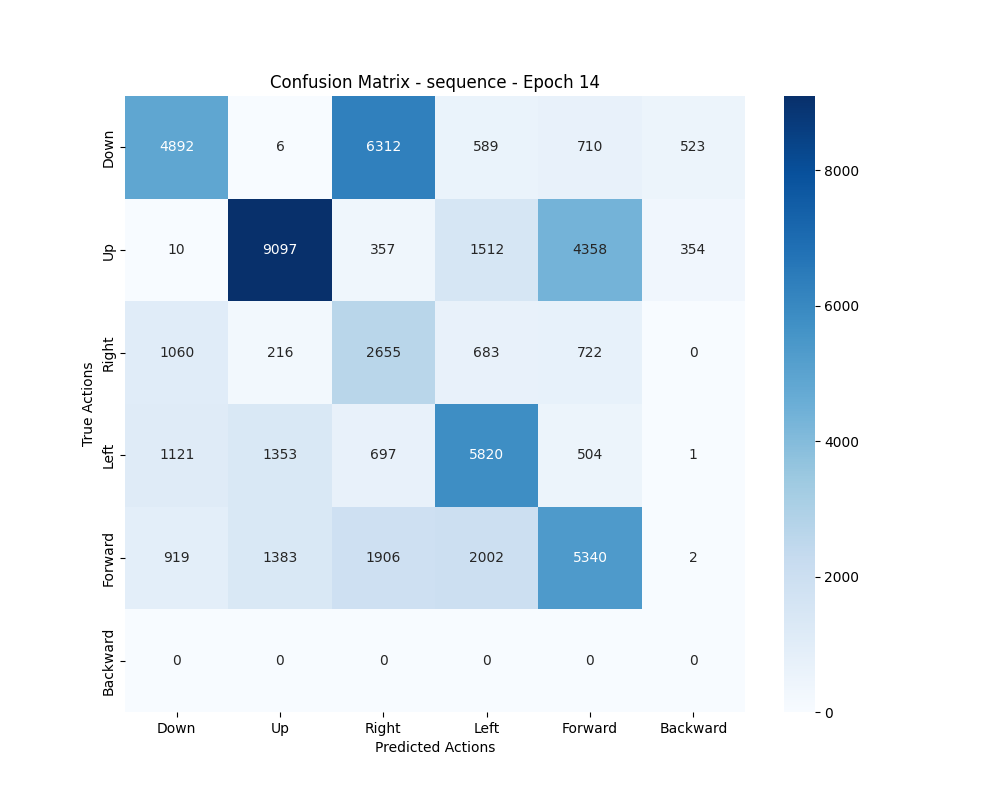 Confusion Matrix - sequence - Epoch 14
True Actions
Down 4892 6 6312 589 710 523
Up 10 9097 357 1512 4358 354
Right 1060 216 2655 683 722 0
Left 1121 1353 697 5820 504 1
Forward 919 1383 1906 2002 5340 2
Backward 0 0 0 0 0 0
Down Up Right Left Forward Backward
Predicted Actions
8000
6000
4000
2000
0